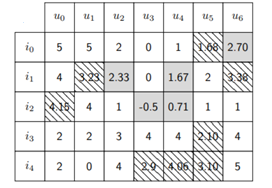 u0 u1 u2 u3 u4 u5 u6
i0 5 5 2 0 1 1.68 2.70
i1 4 3.23 2.33 0 1.67 2 3.38
i2 4.15 4 1 -0.5 0.71 1 1
i3 2 2 3 4 4 2.10 4
i4 2 0 4 2.9 4.06 3.10 5